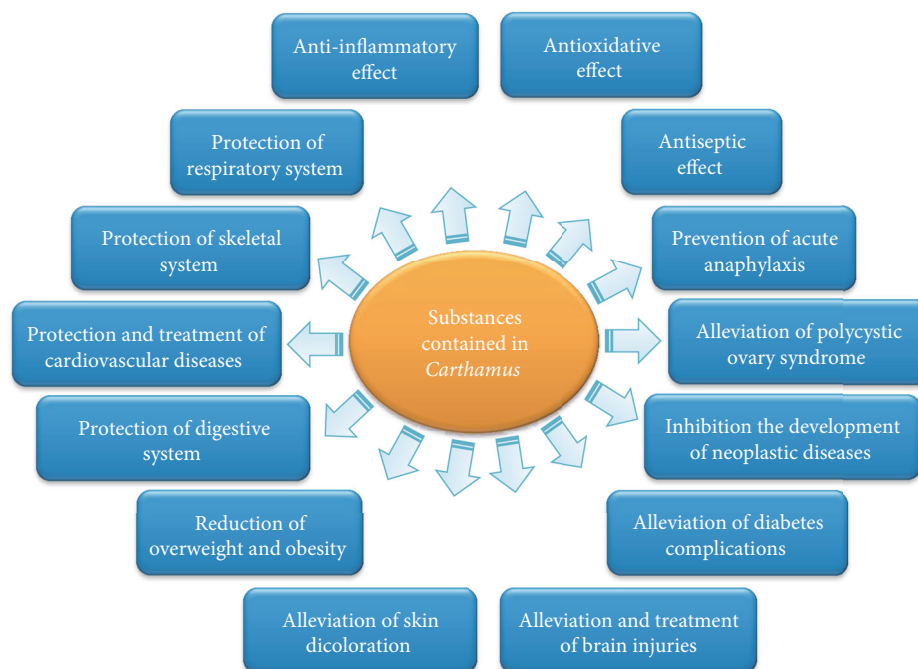 Anti-inflammatory
effect
Antioxidative
effect
Protection of
respiratory system
Antiseptic
effect
Protection of skeletal
system
Prevention of acute
anaphylaxis
Protection and treatment of
cardiovascular diseases
Substances
contained in
Carthamus
Alleviation of polycystic
ovary syndrome
Protection of digestive
system
Inhibition the development
of neoplastic diseases
Reduction of
overweight and obesity
Alleviation of diabetes
complications
Alleviation of skin
dicoloration
Alleviation and treatment
of brain injuries